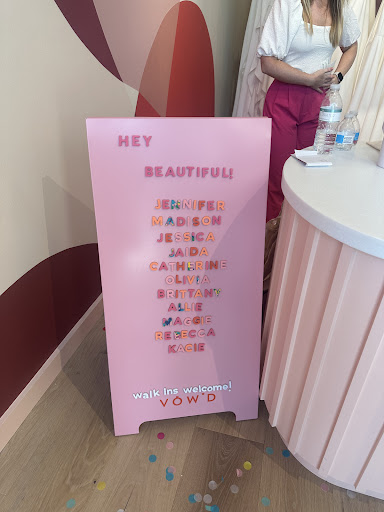 HEY
BEAUTIFUL!
JENNIFER
MADISON
JESSICA
JAIDA
CATHERINE
OLIVIA
BRITTANY
ALLIE
MAGGIE
REBECCA
KACIE
walk ins welcome!
VOW'D